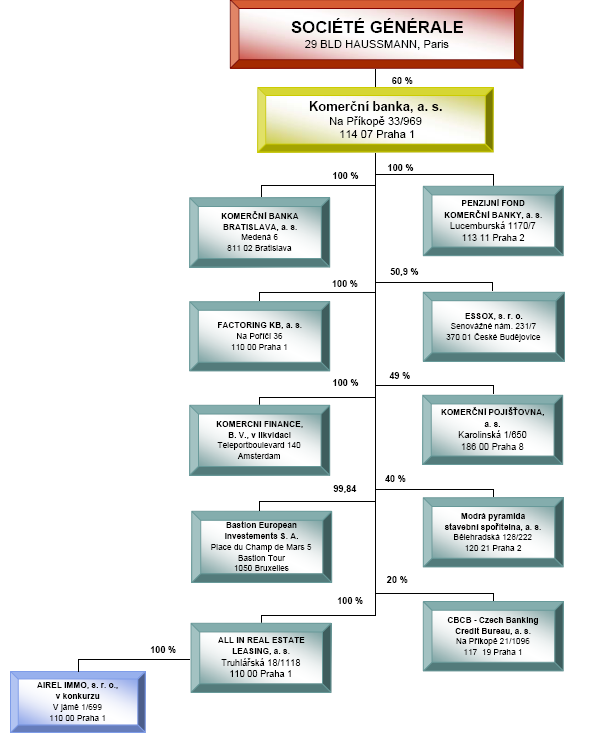 SOCIÉTÉ GÉNÉRALE
29 BLD HAUSSMANN, Paris
60 %
Komerční banka, a. s.
Na Příkopě 33/969
114 07 Praha 1
100 %
KOMERČNÍ BANKA
BRATISLAVA, a. s.
Medená 6
811 02 Bratislava
100 %
PENZIJNÍ FOND
KOMERČNÍ BANKY, a. s.
Lucemburská 1170/7
113 11 Praha 2
100 %
FACTORING KB, a. s.
Na Poříčí 36
110 00 Praha 1
50,9 %
ESSOX, s. r. o.
Senovážné nám. 231/7
370 01 České Budějovice
100 %
KOMERCNI FINANCE,
B. V., v likvidaci
Teleportboulevard 140
Amsterdam
49 %
KOMERČNÍ POJIŠŤOVNA,
a. s.
Karolinská 1/650
186 00 Praha 8
99,84
Bastion European
Investements S. A.
Place du Champ de Mars 5
Bastion Tour
1050 Bruxelles
40 %
Modrá pyramida
stavební spořitelna, a. s.
Bělehradská 128/222
120 21 Praha 2
100 %
ALL IN REAL ESTATE
LEASING, a. s.
Truhlářská 18/1118
110 00 Praha 1
20 %
CBCB - Czech Banking
Credit Bureau, a. s.
Na Příkopě 21/1096
117 19 Praha 1
100 %
AIREL IMMO, s. r. o.,
v konkurzu
V jámě 1/699
110 00 Praha 1